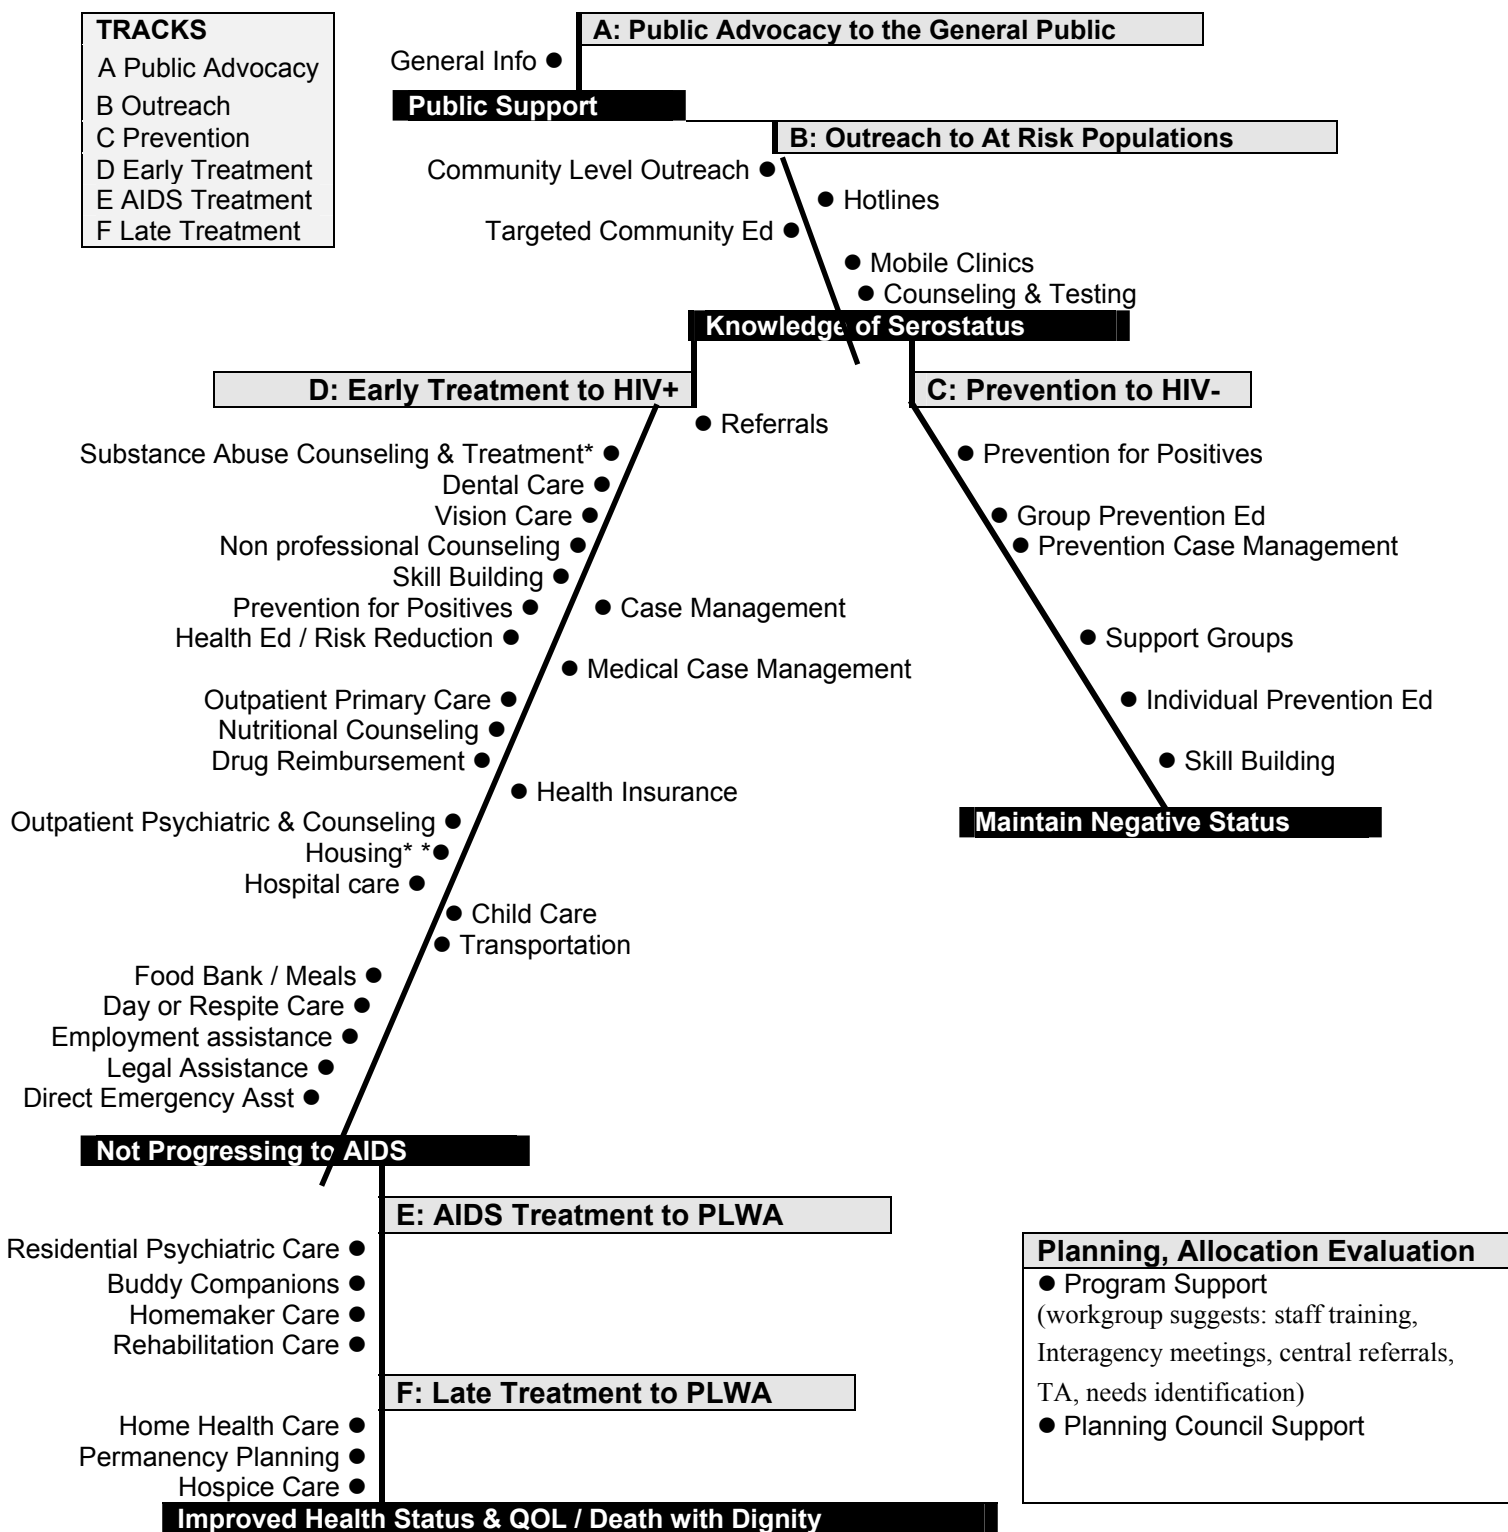 TRACKS
A Public Advocacy
B Outreach
C Prevention
D Early Treatment
E AIDS Treatment
F Late Treatment
A: Public Advocacy to the General Public
General Info ●
Public Support
B: Outreach to At Risk Populations
Community Level Outreach ●
● Hotlines
Targeted Community Ed ●
● Mobile Clinics
● Counseling & Testing
Knowledge of Serostatus
D: Early Treatment to HIV+
C: Prevention to HIV-
● Referrals
Substance Abuse Counseling & Treatment* ●
● Prevention for Positives
Dental Care ●
Vision Care ●
● Group Prevention Ed
Non professional Counseling ●
● Prevention Case Management
Skill Building ●
Prevention for Positives ●
● Case Management
Health Ed / Risk Reduction ●
● Support Groups
● Medical Case Management
Outpatient Primary Care ●
● Individual Prevention Ed
Nutritional Counseling ●
Drug Reimbursement ●
● Skill Building
● Health Insurance
Outpatient Psychiatric & Counseling ●
Maintain Negative Status
Housing* *●
Hospital care ●
● Child Care
● Transportation
Food Bank / Meals ●
Day or Respite Care ●
Employment assistance ●
Legal Assistance ●
Direct Emergency Asst ●
Not Progressing to AIDS
E: AIDS Treatment to PLWA
Residential Psychiatric Care ●
Buddy Companions ●
Homemaker Care ●
Rehabilitation Care ●
F: Late Treatment to PLWA
Home Health Care ●
Permanency Planning ●
Hospice Care ●
Improved Health Status & QOL / Death with Dignity
Planning, Allocation Evaluation
● Program Support
(workgroup suggests: staff training,
Interagency meetings, central referrals,
TA, needs identification)
● Planning Council Support